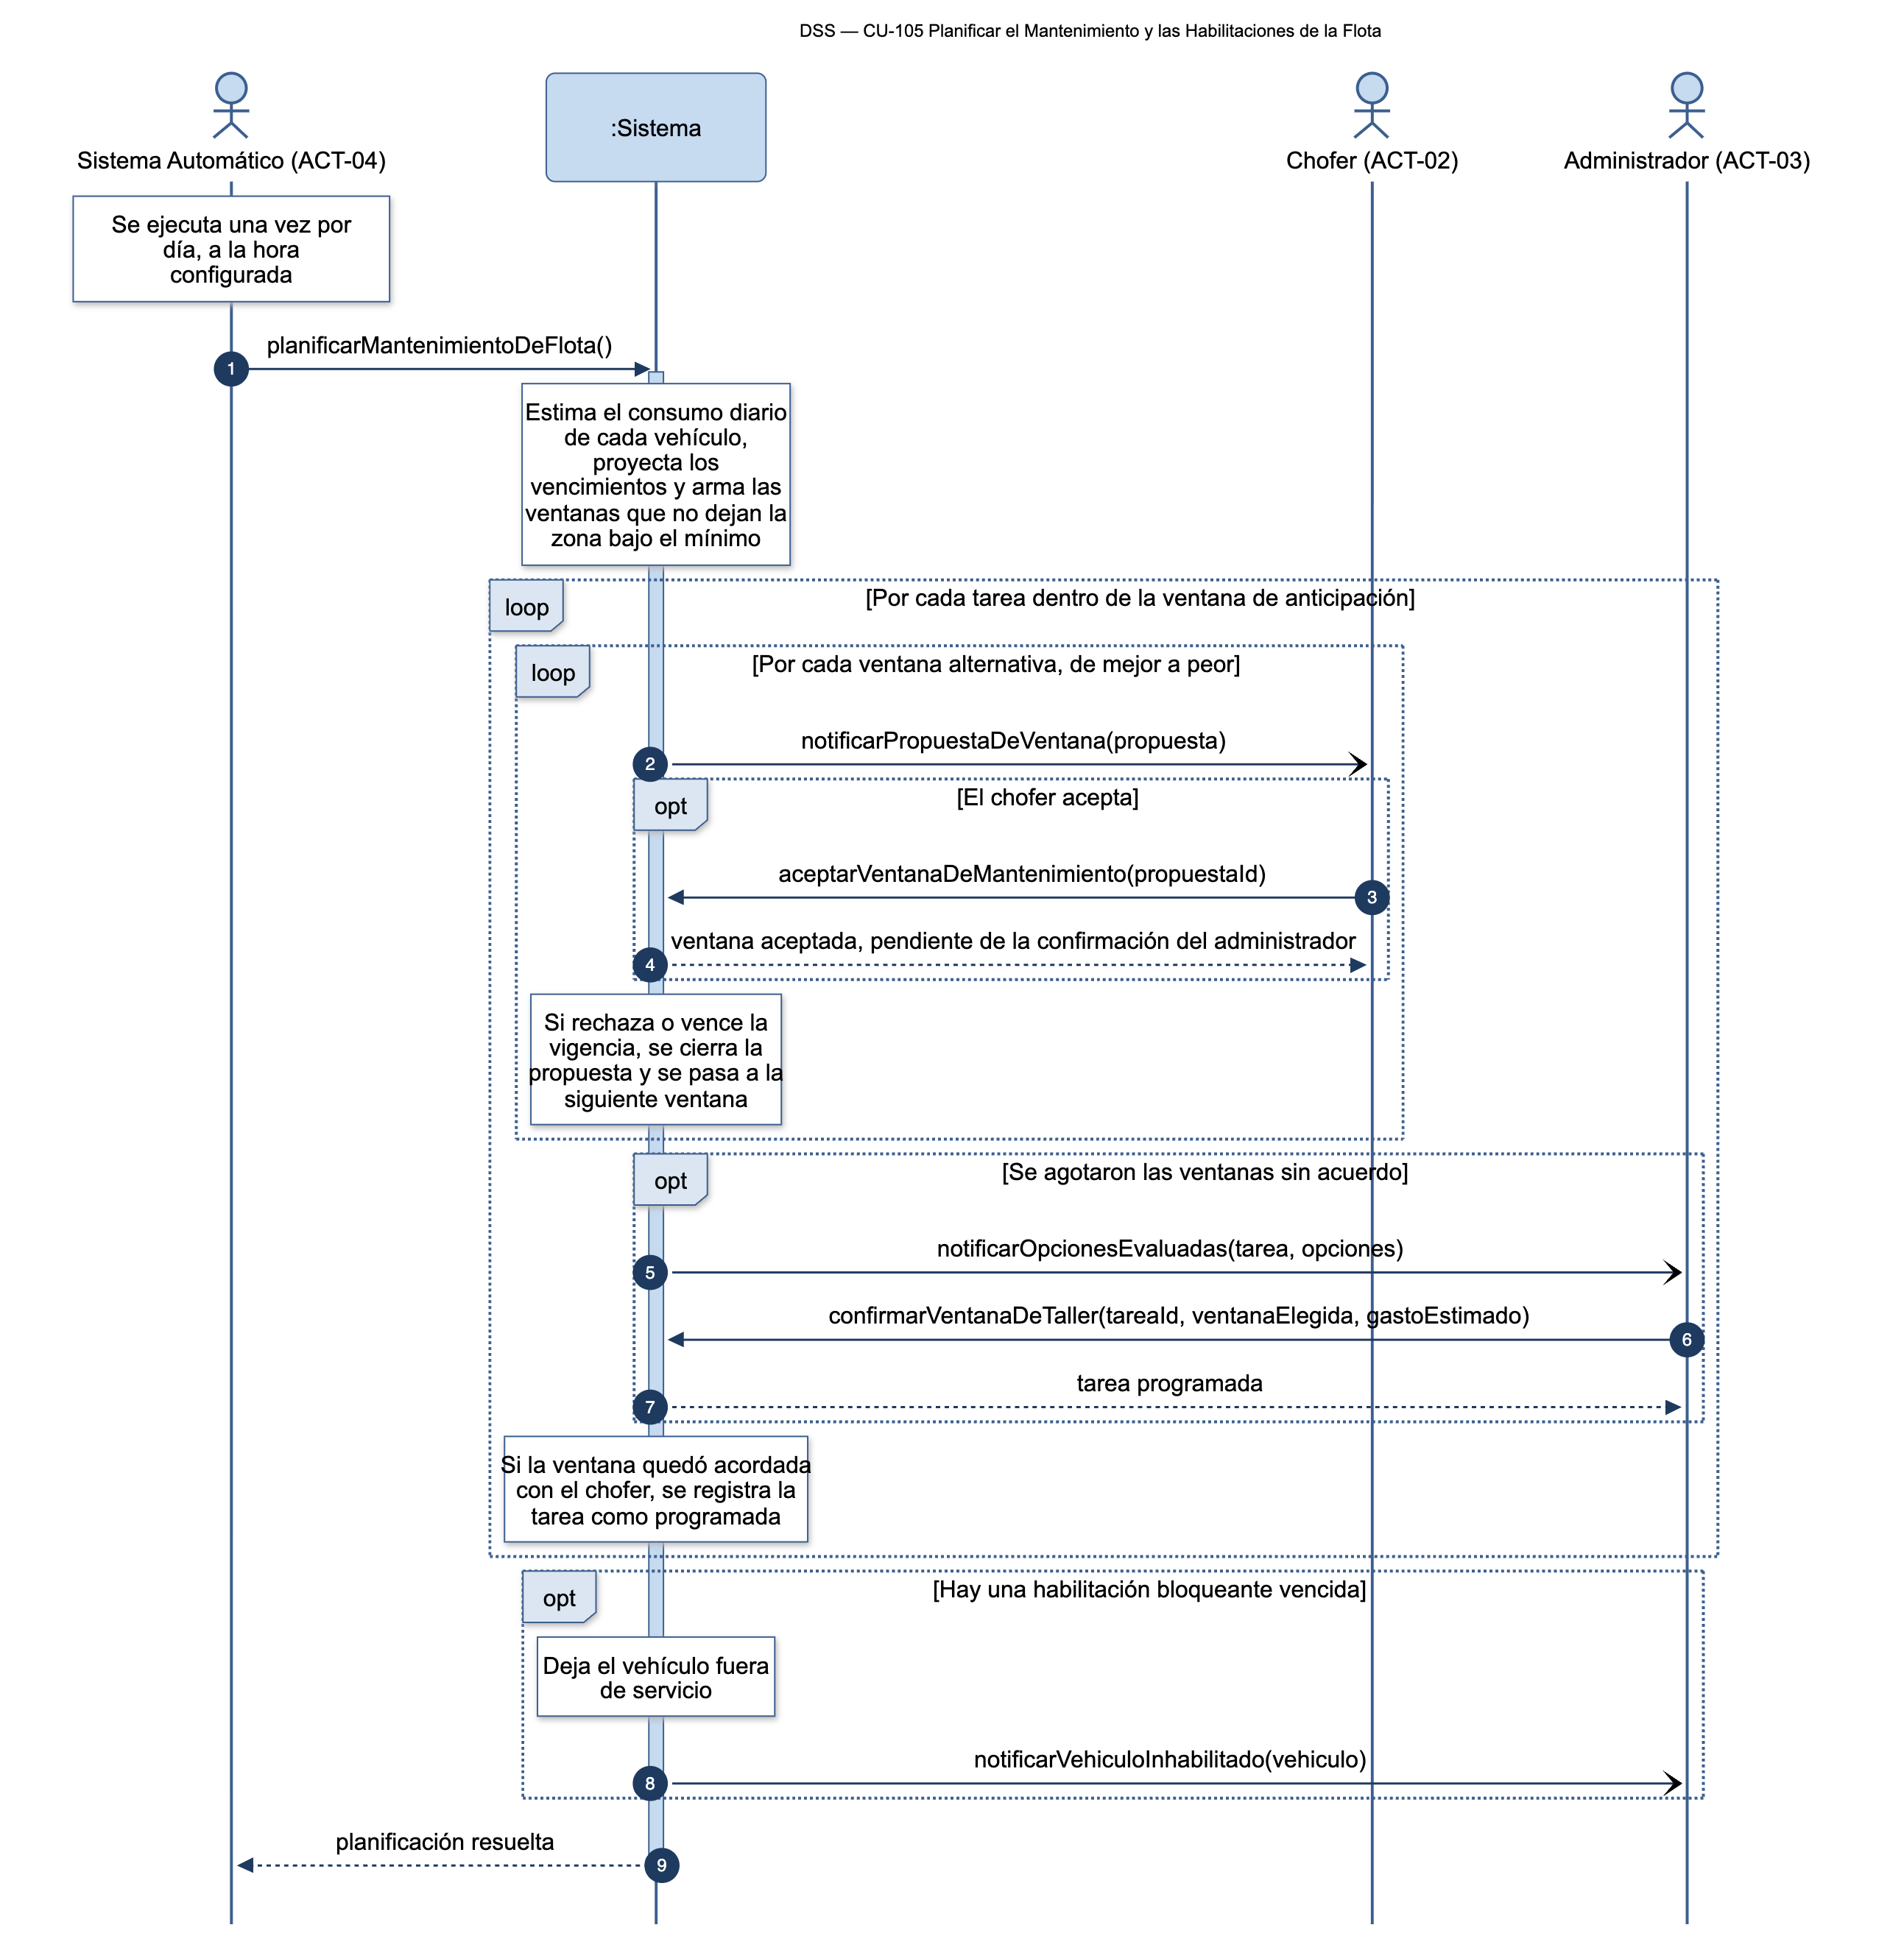 DSS — CU-105 Planificar el Mantenimiento y las Habilitaciones de la Flota
Sistema Automático (ACT-04)
:Sistema
Chofer (ACT-02)
Administrador (ACT-03)
Se ejecuta una vez por
día, a la hora
configurada
planificarMantenimientoDeFlota()
1
Estima el consumo diario
de cada vehículo,
proyecta los
vencimientos y arma las
ventanas que no dejan la
zona bajo el mínimo
loop
[Por cada tarea dentro de la ventana de anticipación]
loop
[Por cada ventana alternativa, de mejor a peor]
notificarPropuestaDeVentana(propuesta)
2
opt
[El chofer acepta]
aceptarVentanaDeMantenimiento(propuestaId)
3
ventana aceptada, pendiente de la confirmación del administrador
4
Si rechaza o vence la
vigencia, se cierra la
propuesta y se pasa a la
siguiente ventana
opt
[Se agotaron las ventanas sin acuerdo]
notificarOpcionesEvaluadas(tarea, opciones)
5
confirmarVentanaDeTaller(tareaId, ventanaElegida, gastoEstimado)
6
tarea programada
7
Si la ventana quedó acordada
con el chofer, se registra la
tarea como programada
opt
[Hay una habilitación bloqueante vencida]
Deja el vehículo fuera
de servicio
notificarVehiculoInhabilitado(vehiculo)
8
planificación resuelta
9